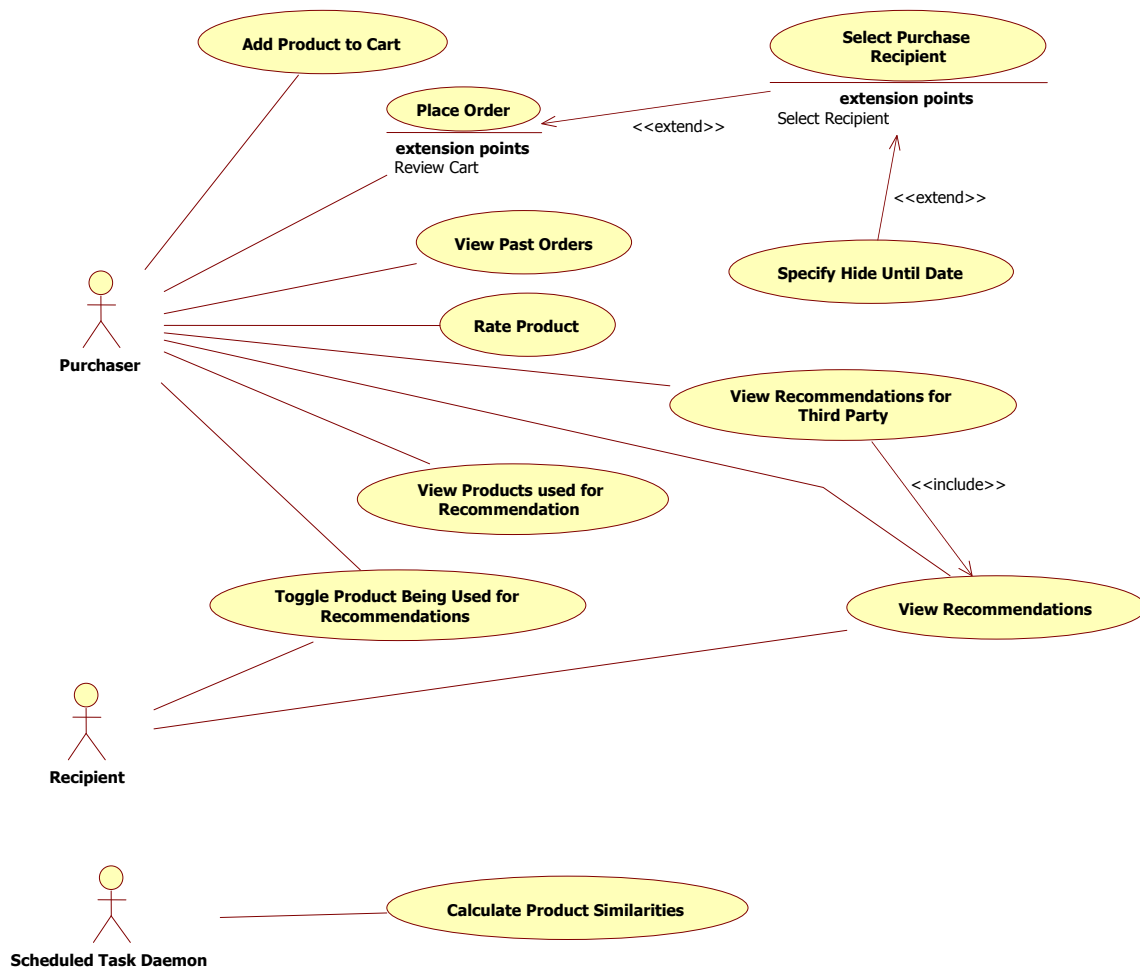 Add Product to Cart
Select Purchase
Recipient
extension points
Select Recipient
Place Order
extension points
Review Cart
<<extend>>
<<extend>>
View Past Orders
Specify Hide Until Date
Rate Product
Purchaser
View Recommendations for
Third Party
<<include>>
View Products used for
Recommendation
Toggle Product Being Used for
Recommendations
View Recommendations
Recipient
Calculate Product Similarities
Scheduled Task Daemon